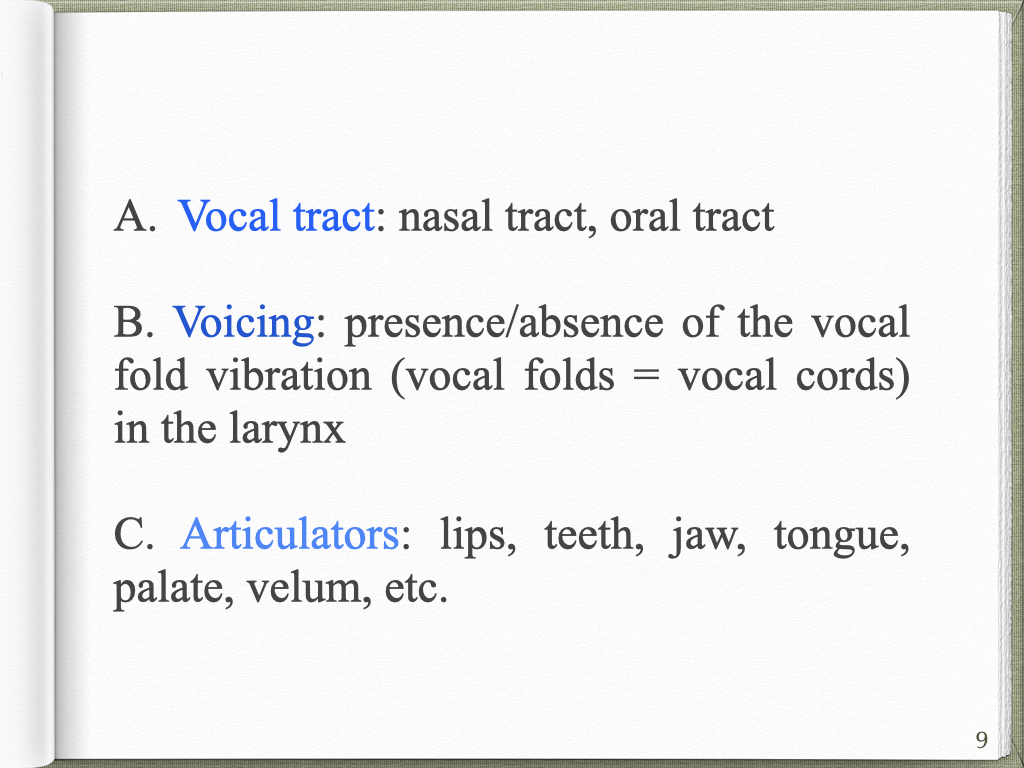 A. Vocal tract: nasal tract, oral tract
B. Voicing: presence/absence of the vocal
fold vibration (vocal folds = vocal cords)
in the larynx
C. Articulators: lips, teeth, jaw, tongue,
palate, velum, etc.
9